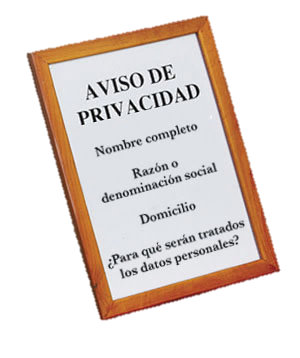 AVISO DE
PRIVACIDAD
Nombre completo
Razón o
denominación social
Domicilio
¿Para qué serán tratados
los datos personales?